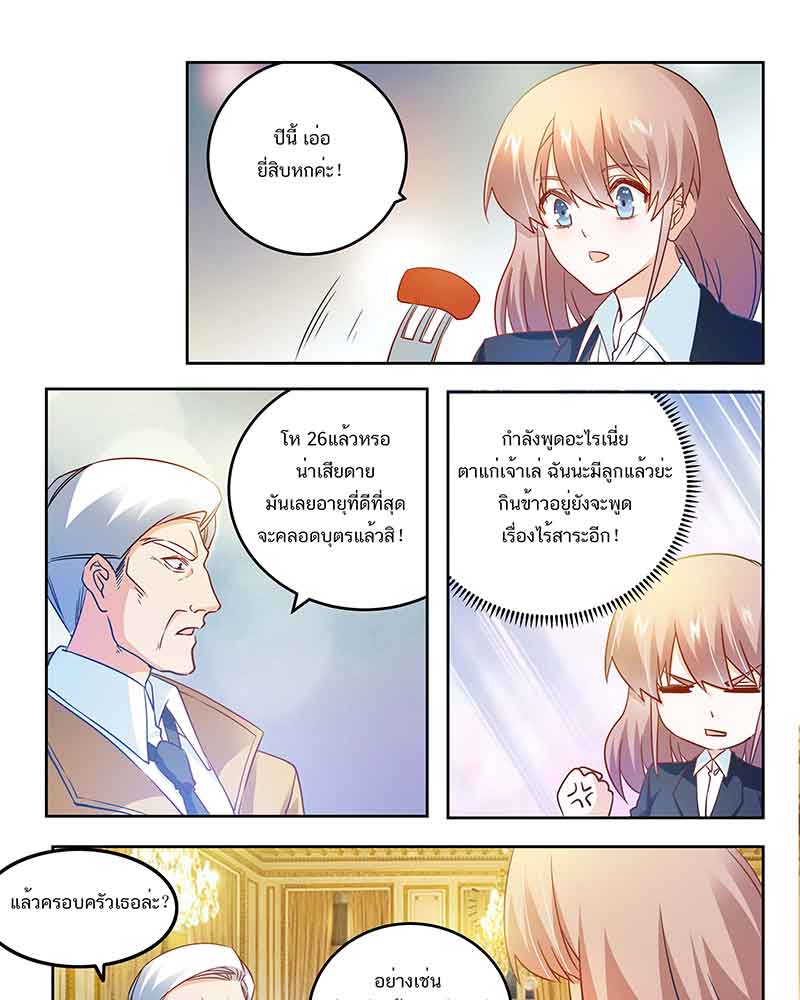 ปีนี้ เอ่อ
ยี่สิบหกค่ะ!
โห 26แล้วหรอ
น่าเสียดาย
มันเลยอายุที่ดีที่สุด
จะคลอดบุตรแล้วสิ!
กำลังพูดอะไรเนี่ย
ตาแก่เจ้าเล่ ฉันน่ะมีลูกแล้วย่ะ
กินข้าวอยู่ยังจะพูด
เรื่องไร้สาระอีก!
แล้วครอบครัวเธอล่ะ?
อย่างเช่น